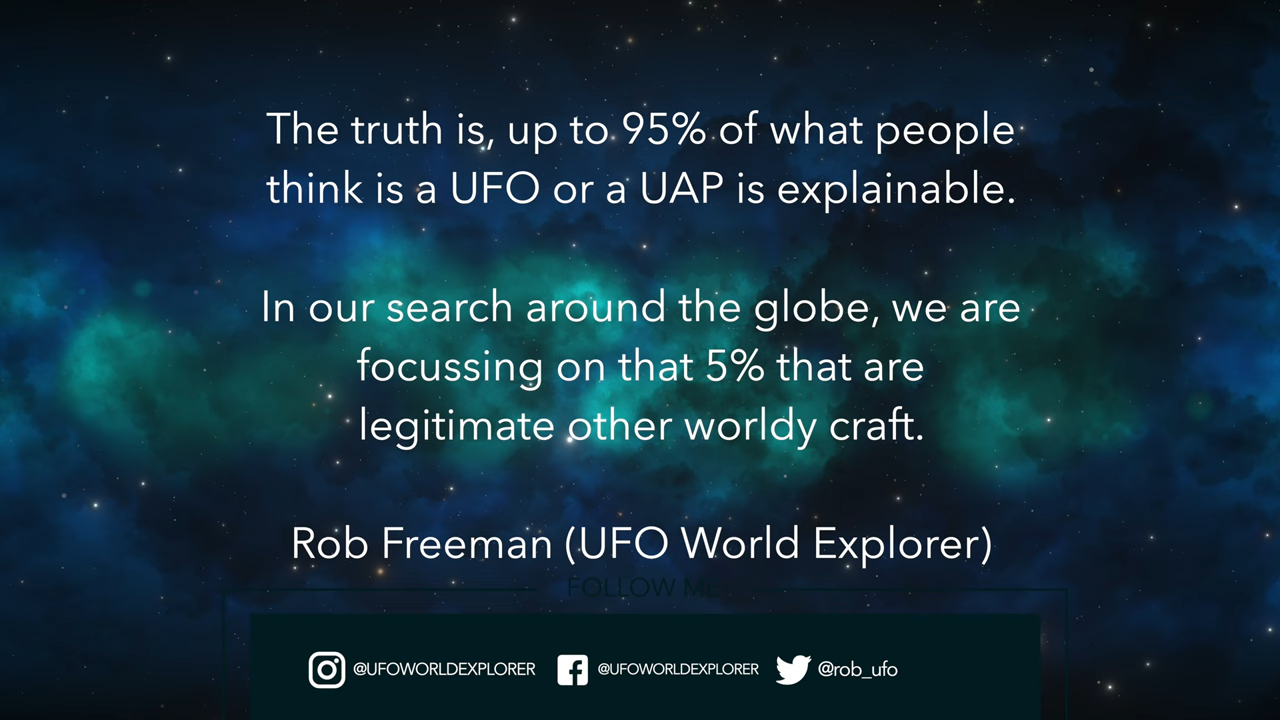 The truth is, up to 95% of what people
think is a UFO or a UAP is explainable.
In our search around the globe, we are
focussing on that 5% that are
legitimate other worldy craft.
Rob Freeman (UFO World Explorer)
FOLLOW ME
@UFOWORLDEXPLORER @UFOWORLDEXPLORER @rob_ufo